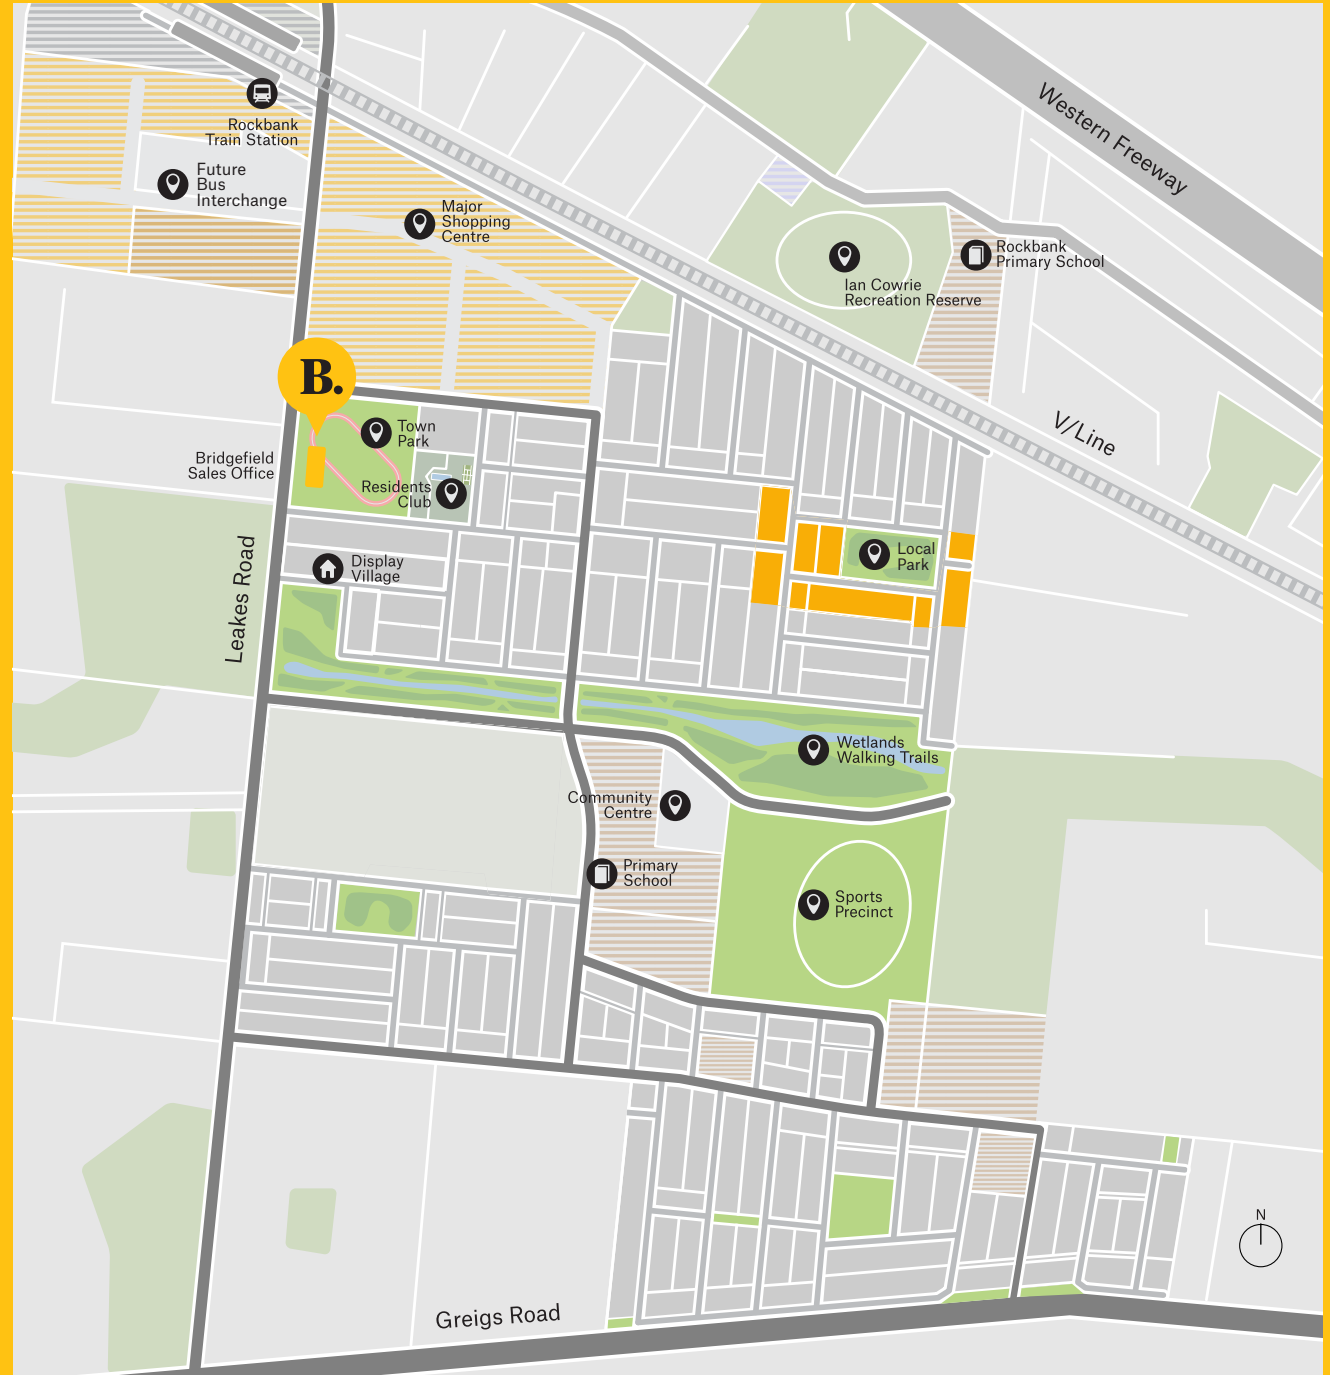 Western Freeway
Rockbank
Train Station
Future
Bus
Interchange
Major
Shopping
Centre
Rockbank
Primary School
Ian Cowrie
Recreation Reserve
B.
V/Line
Town
Park
Bridgefield
Sales Office
Residents
Club
Leakes Road
Display
Village
Local
Park
Wetlands
Walking Trails
Community
Centre
Primary
School
Sports
Precinct
N
Greigs Road